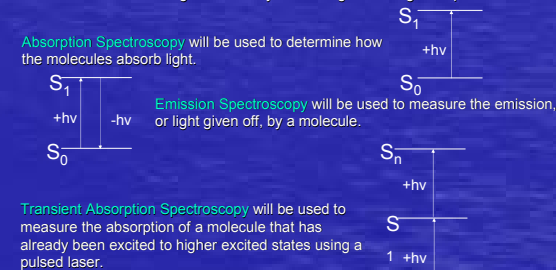 S1
+hv
S0
Absorption Spectroscopy will be used to determine how
the molecules absorb light.
S1
+hv -hv
S0
Emission Spectroscopy will be used to measure the emission,
or light given off, by a molecule.
Sn
+hv
S
1 +hv
Transient Absorption Spectroscopy will be used to
measure the absorption of a molecule that has
already been excited to higher excited states using a
pulsed laser.